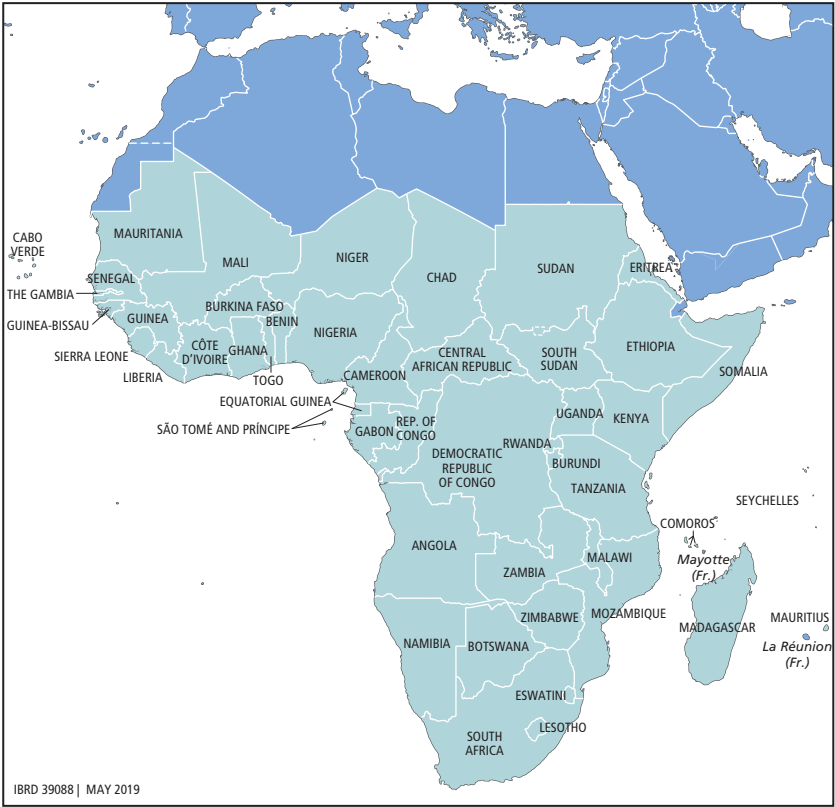 CABO
VERDE
MAURITANIA
MALI
NIGER
CHAD
SUDAN
ERITREA
SENEGAL
THE GAMBIA
GUINEA-BISSAU
GUINEA
BURKINA FASO
BENIN
NIGERIA
SIERRA LEONE
LIBERIA
CÔTE
D’IVOIRE
GHANA
TOGO
CAMEROON
CENTRAL
AFRICAN REPUBLIC
SOUTH
SUDAN
ETHIOPIA
SOMALIA
EQUATORIAL GUINEA
SÃO TOMÉ AND PRÍNCIPE
GABON
REP. OF
CONGO
DEMOCRATIC
REPUBLIC
OF CONGO
UGANDA
KENYA
RWANDA
BURUNDI
TANZANIA
SEYCHELLES
COMOROS
Mayotte
(Fr.)
ANGOLA
ZAMBIA
MALAWI
MOZAMBIQUE
ZIMBABWE
MADAGASCAR
MAURITIUS
La Réunion
(Fr.)
NAMIBIA
BOTSWANA
ESWATINI
LESOTHO
SOUTH
AFRICA
IBRD 39088 | MAY 2019